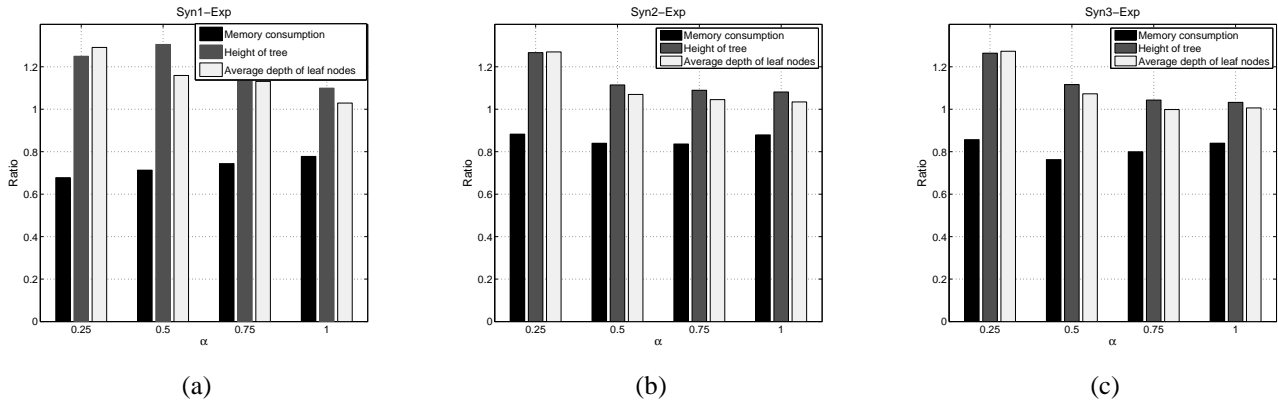 Syn1−Exp
Memory consumption
Height of tree
Average depth of leaf nodes
1.2
1
0.8
0.6
0.4
0.2
0
Ratio
0.25 0.5 0.75 1
α
(a)
Syn2−Exp
Memory consumption
Height of tree
Average depth of leaf nodes
1.2
1
0.8
0.6
0.4
0.2
0
Ratio
0.25 0.5 0.75 1
α
(b)
Syn3−Exp
Memory consumption
Height of tree
Average depth of leaf nodes
1.2
1
0.8
0.6
0.4
0.2
0
Ratio
0.25 0.5 0.75 1
α
(c)